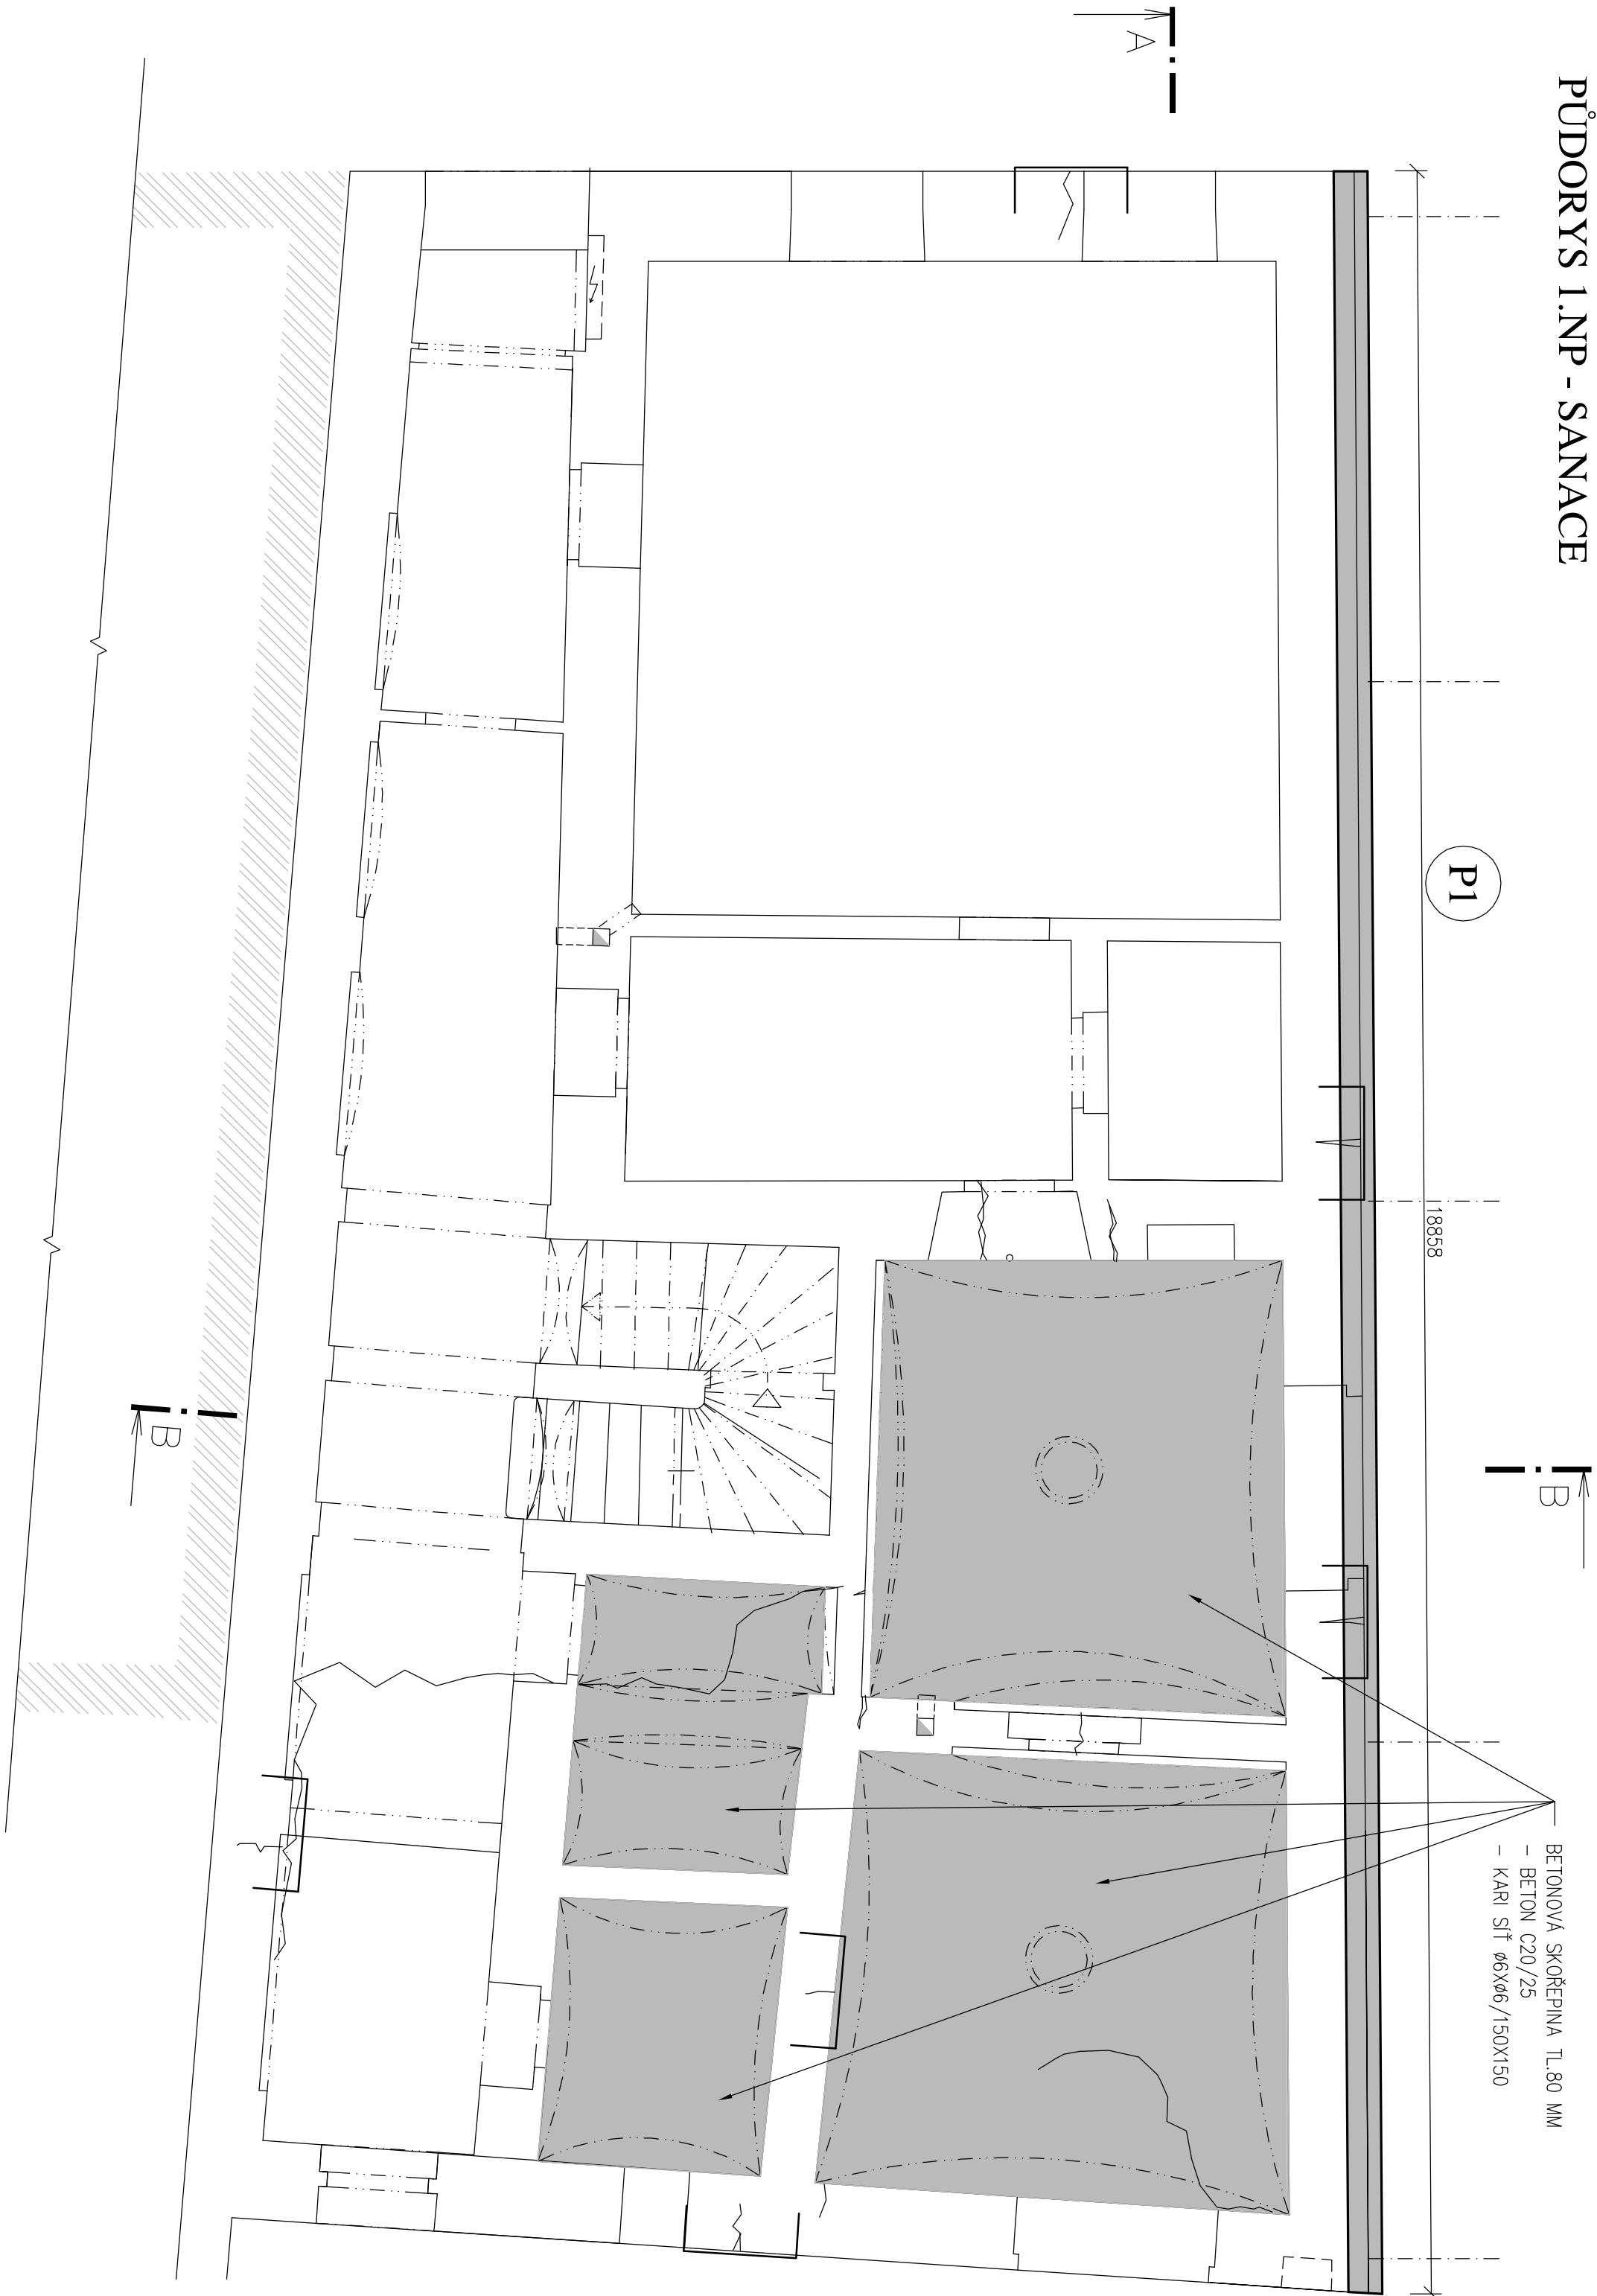 PŮDORYS 1.NP - SANACE
A
P1
18858
B
B
BETONOVÁ SKOŘEPINA TL.80 MM
- BETON C20/25
- KARI SÍŤ ø6Xø6/150X150